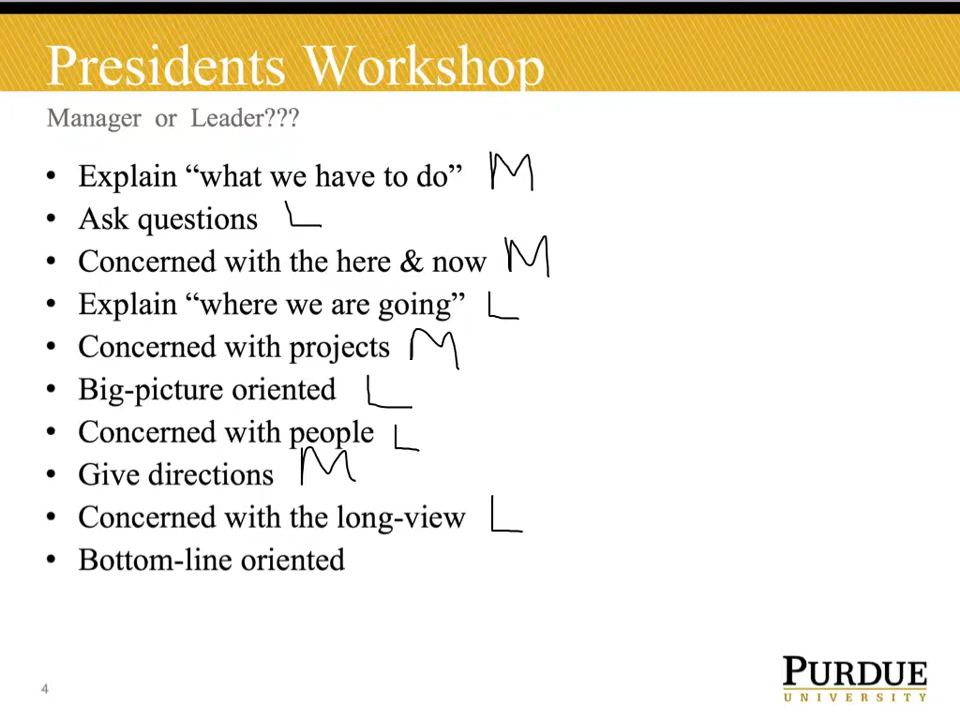 Presidents Workshop
Manager or Leader???
• Explain “what we have to do” M
• Ask questions L
• Concerned with the here & now M
• Explain “where we are going” L
• Concerned with projects M
• Big-picture oriented L
• Concerned with people L
• Give directions M
• Concerned with the long-view L
• Bottom-line oriented
4
PURDUE
UNIVERSITY